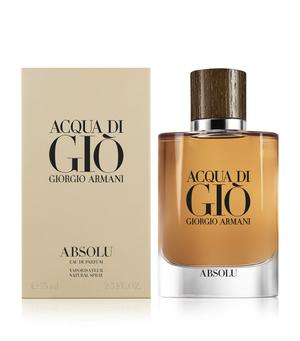 ACQUA DI
GIÒ
GIORGIO ARMANI
ABSOLU
EAU DE PARFUM
VAPORISATEUR
NATURAL SPRAY
℮ 75 ml 2.5 FL. OZ.
ACQUA DI
GIÒ
GIORGIO ARMANI
ABSOLU